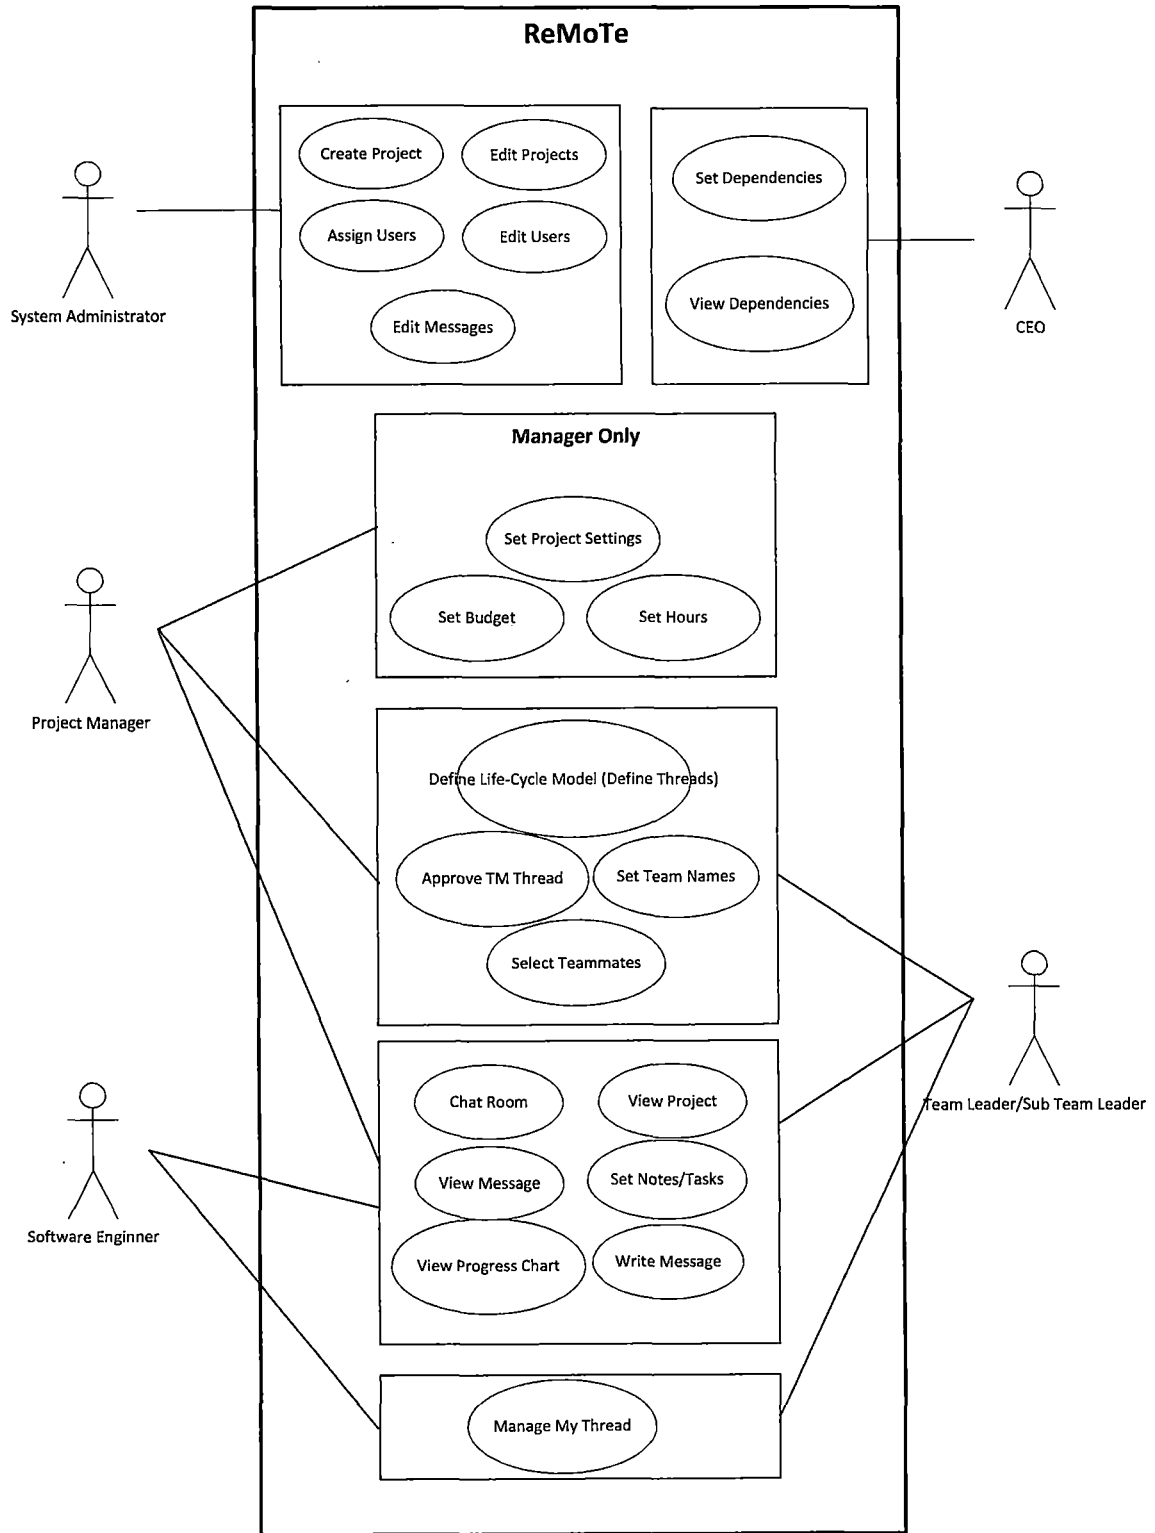 ReMoTe
Create Project
Edit Projects
Assign Users
Edit Users
Edit Messages
Set Dependencies
View Dependencies
System Administrator
CEO
Manager Only
Set Project Settings
Set Budget
Set Hours
Project Manager
Define Life-Cycle Model (Define Threads)
Approve TM Thread
Set Team Names
Select Teammates
Chat Room
View Project
View Message
Set Notes/Tasks
View Progress Chart
Write Message
Team Leader/Sub Team Leader
Software Enginner
Manage My Thread